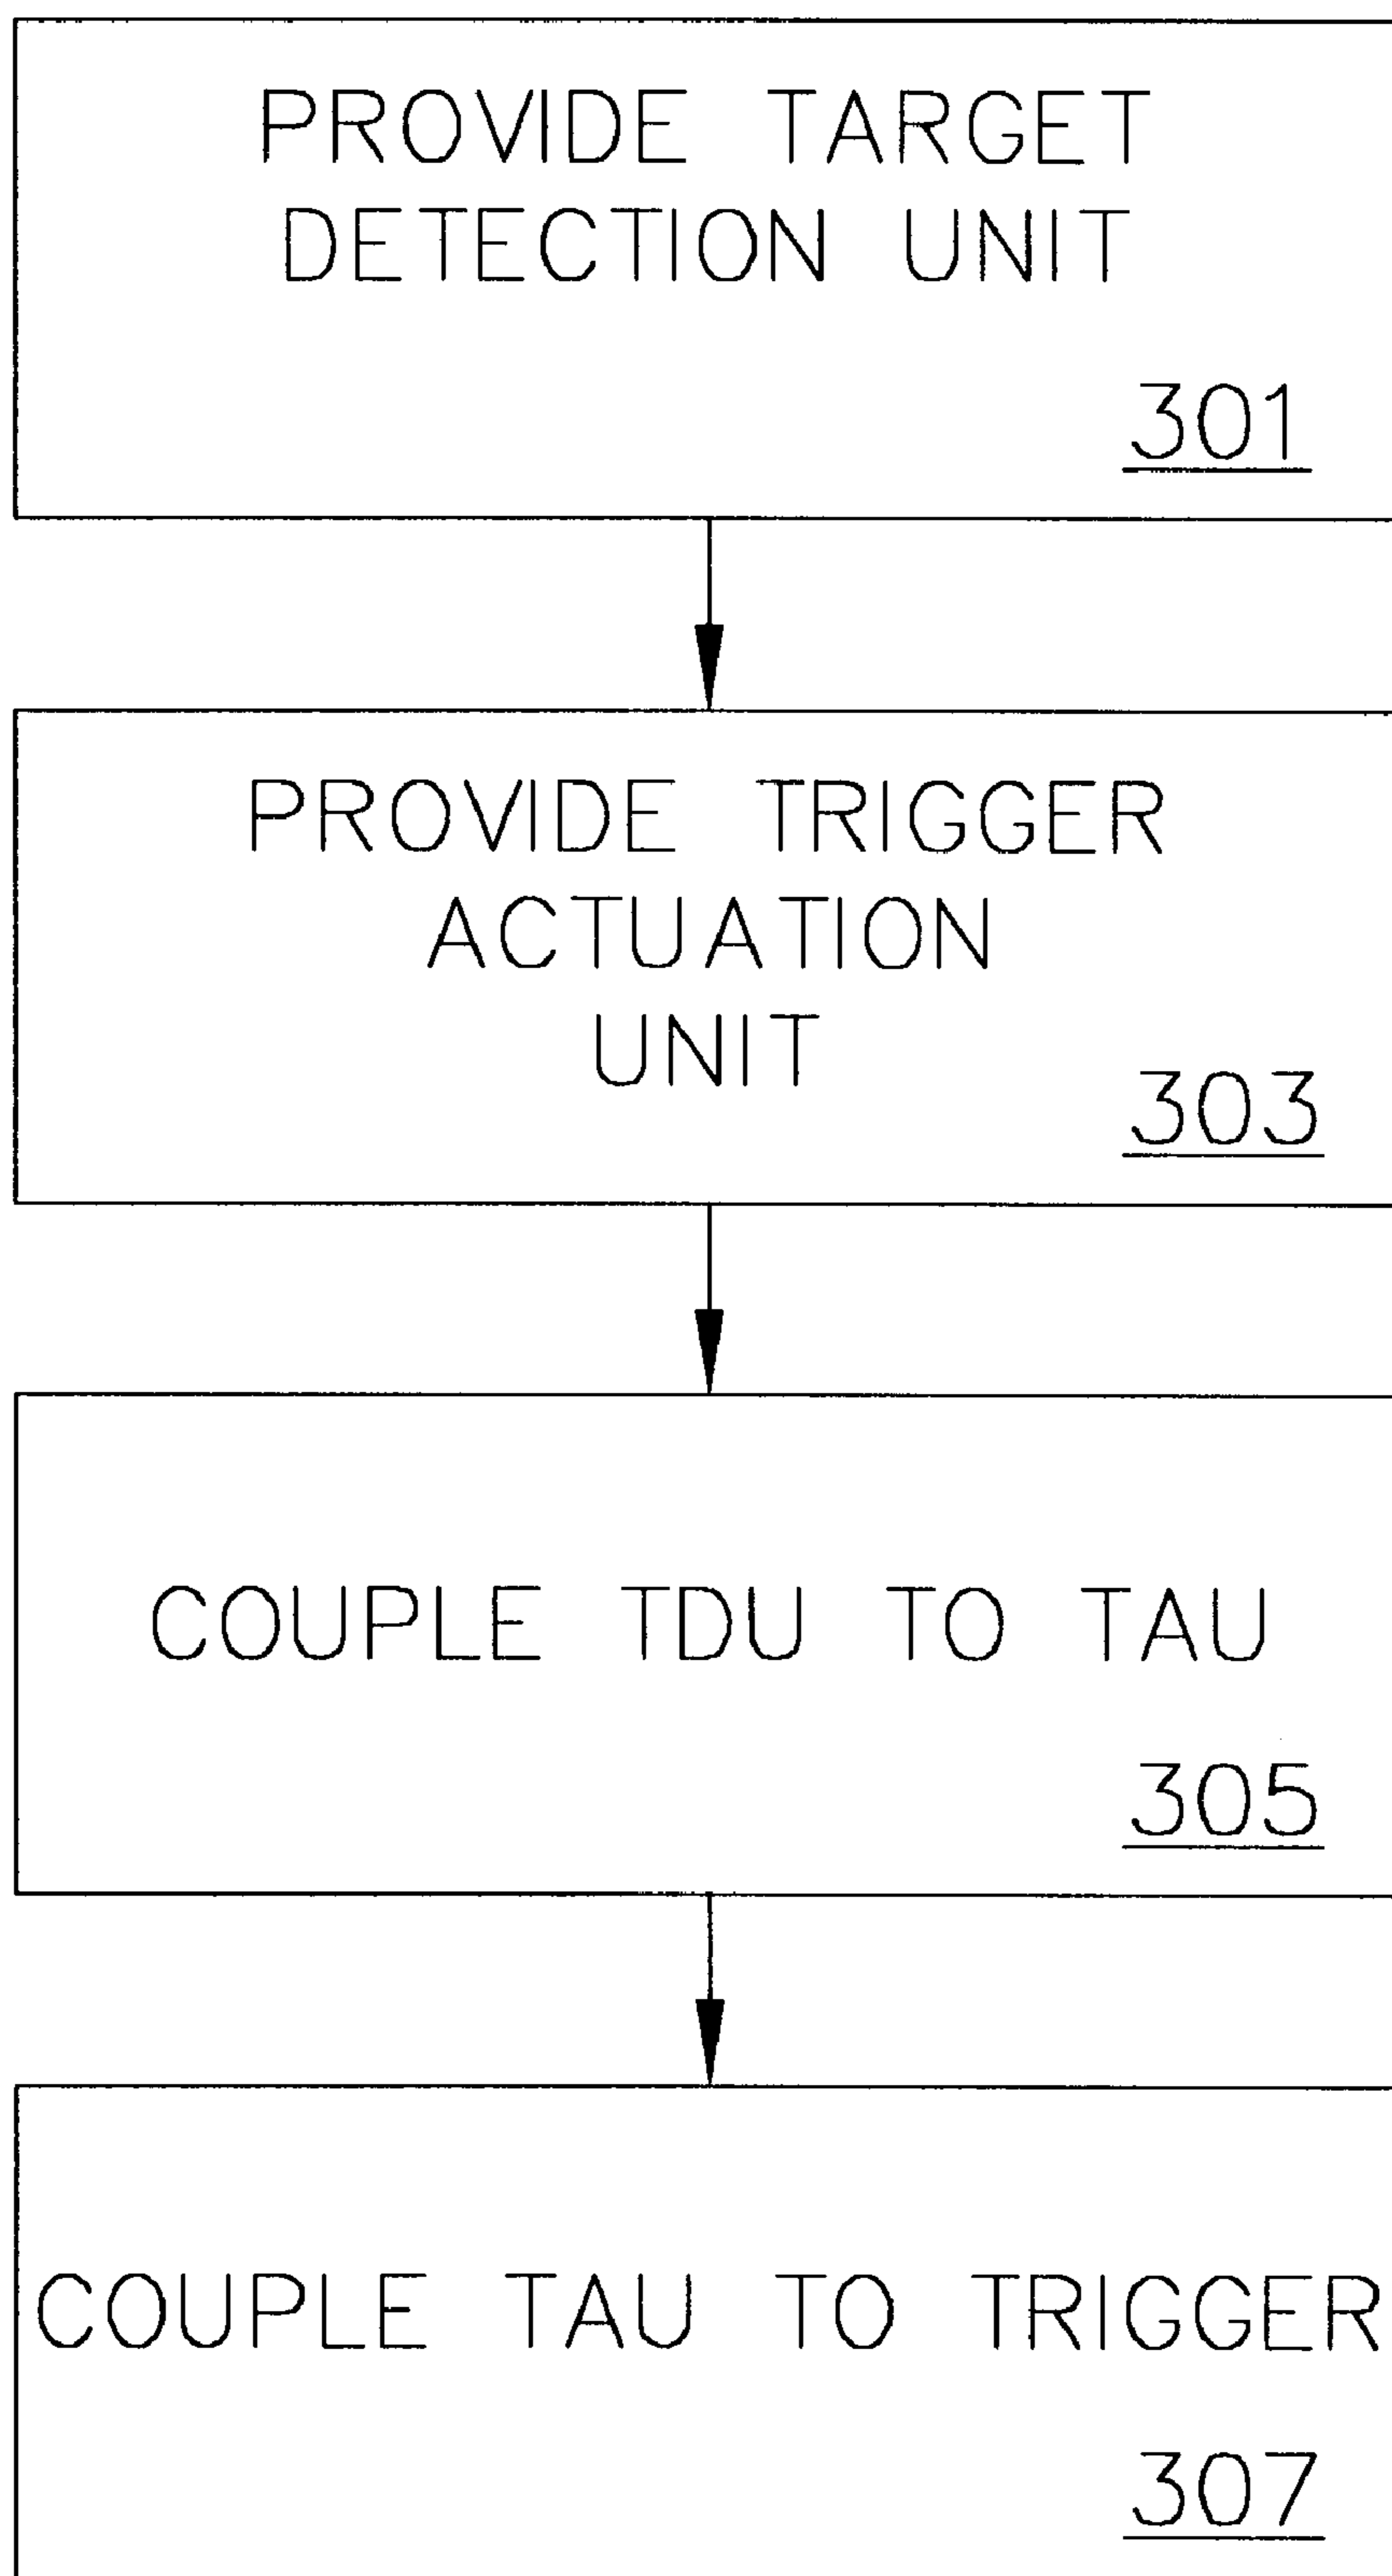 PROVIDE TARGET
DETECTION UNIT
301
PROVIDE TRIGGER
ACTUATION
UNIT
303
COUPLE TDU TO TAU
305
COUPLE TAU TO TRIGGER
307